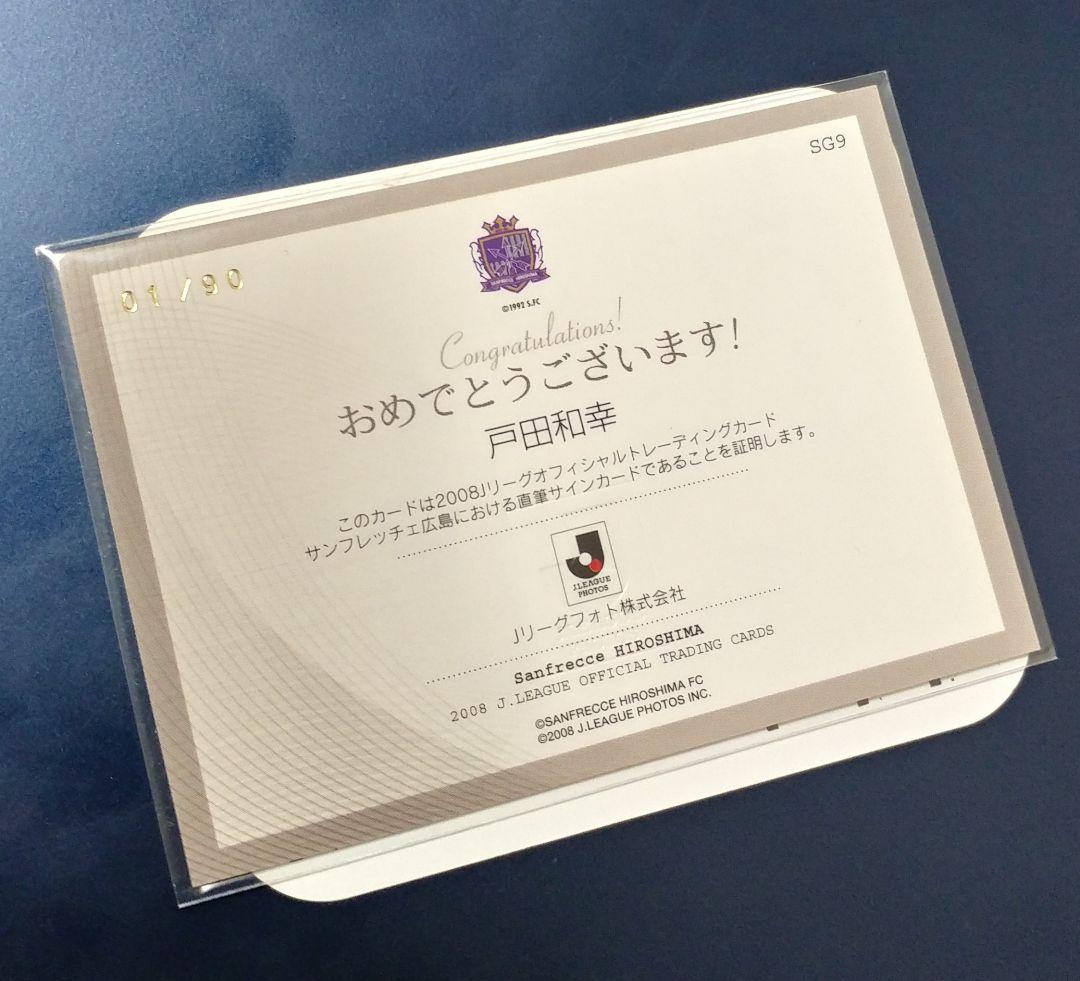 SG9
01/90
SANFRECCE HIROSHIMA
©1992 S.FC
Congratulations!
おめでとうございます!
戸田和幸
このカードは2008Jリーグオフィシャルトレーディングカード
サンフレッチェ広島における直筆サインカードであることを証明します。
J.LEAGUE
PHOTOS
Jリーグフォト株式会社
Sanfrecce HIROSHIMA
2008 J.LEAGUE OFFICIAL TRADING CARDS
©SANFRECCE HIROSHIMA FC
©2008 J.LEAGUE PHOTOS INC.